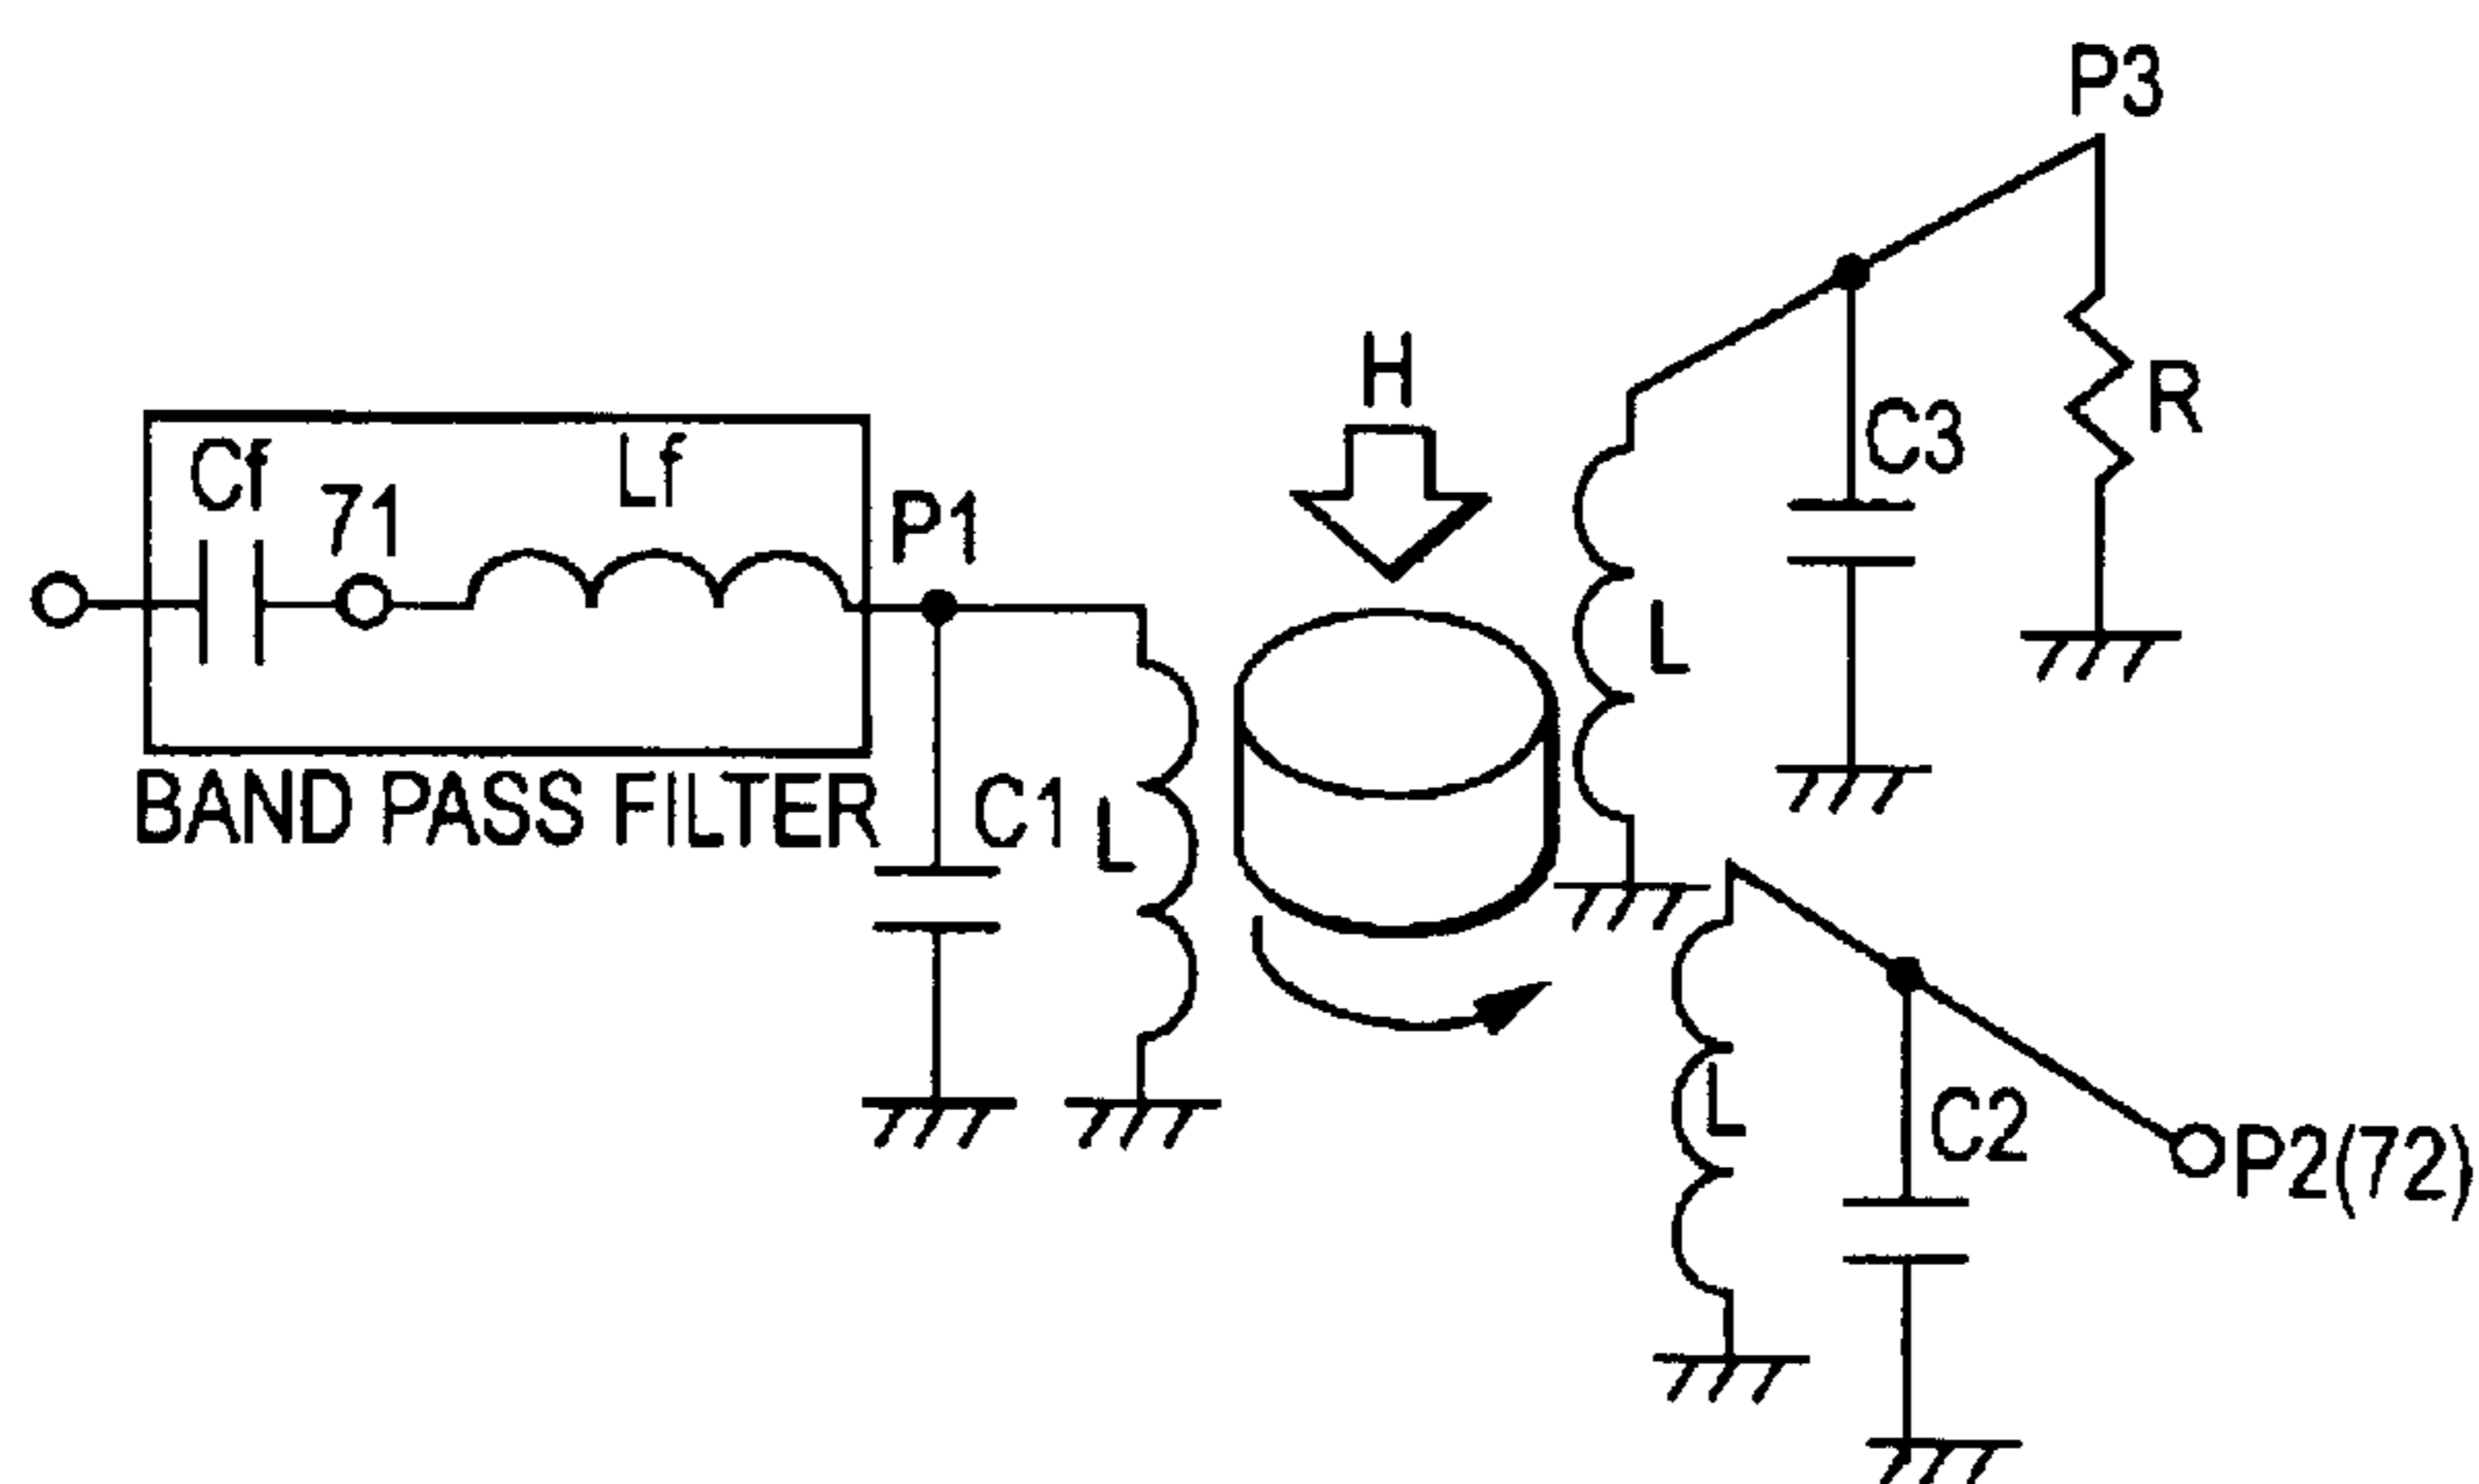 P3
H
R
C3
Cf
Lf
71
P1
L
BAND PASS FILTER
C1
L
L
C2
P2(72)